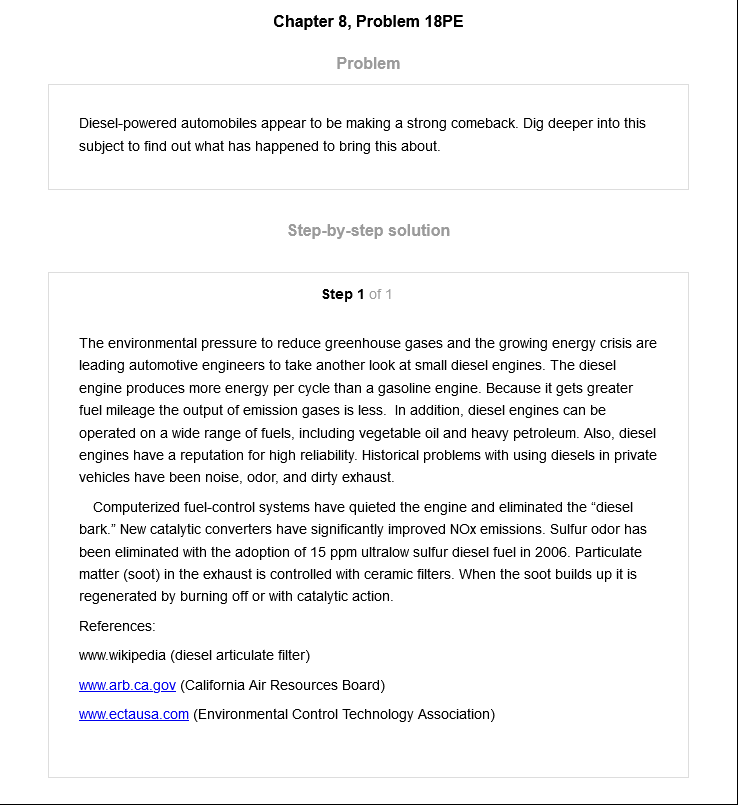 Chapter 8, Problem 18PE
Problem
Diesel-powered automobiles appear to be making a strong comeback. Dig deeper into this
subject to find out what has happened to bring this about.
Step-by-step solution
Step 1 of 1
The environmental pressure to reduce greenhouse gases and the growing energy crisis are
leading automotive engineers to take another look at small diesel engines. The diesel
engine produces more energy per cycle than a gasoline engine. Because it gets greater
fuel mileage the output of emission gases is less.  In addition, diesel engines can be
operated on a wide range of fuels, including vegetable oil and heavy petroleum. Also, diesel
engines have a reputation for high reliability. Historical problems with using diesels in private
vehicles have been noise, odor, and dirty exhaust.
Computerized fuel-control systems have quieted the engine and eliminated the “diesel
bark.” New catalytic converters have significantly improved NOx emissions. Sulfur odor has
been eliminated with the adoption of 15 ppm ultralow sulfur diesel fuel in 2006. Particulate
matter (soot) in the exhaust is controlled with ceramic filters. When the soot builds up it is
regenerated by burning off or with catalytic action.
References:
www.wikipedia (diesel articulate filter)
www.arb.ca.gov (California Air Resources Board)
www.ectausa.com (Environmental Control Technology Association)